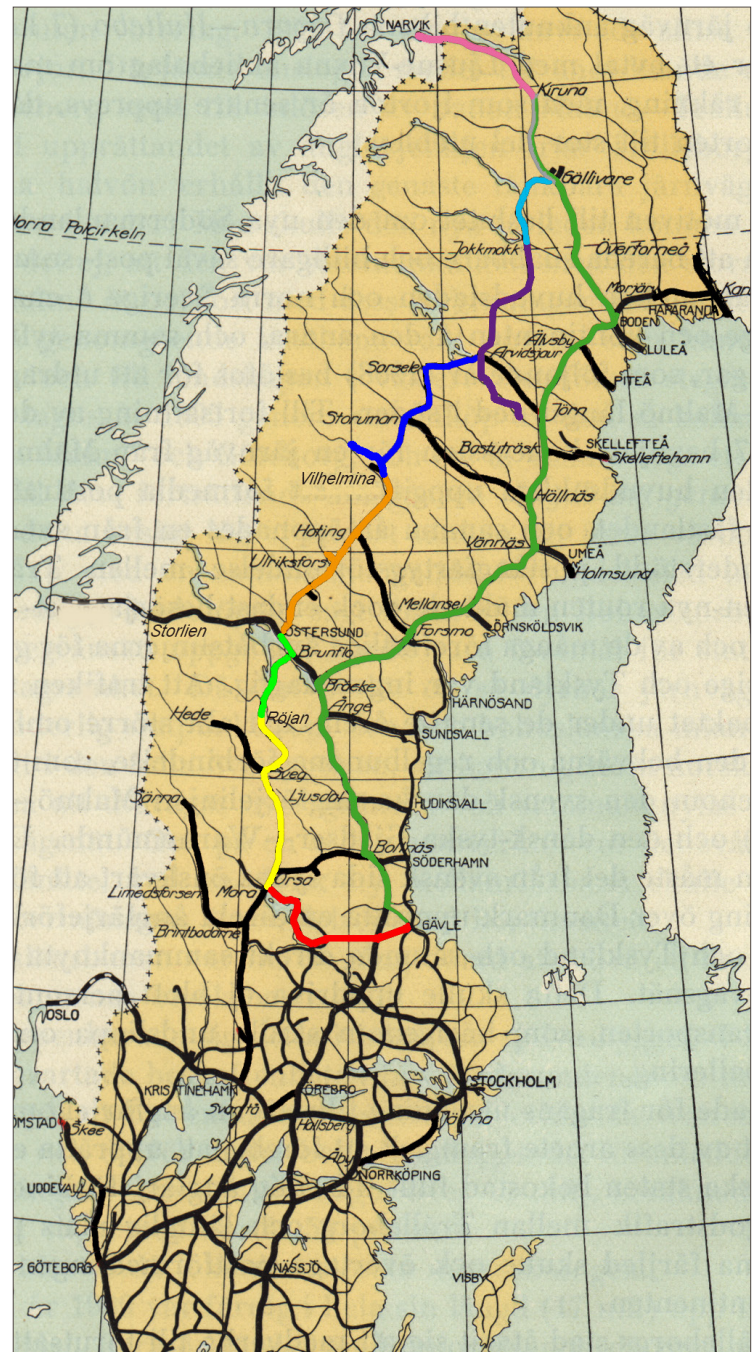 NARVIK
Kiruna
Gällivare
Norra Polcirkeln
Jokkmokk
Övertorneå
Morjärv
Kar
HAPARANDA
BODEN
LULEÅ
Älvsby
Arvidsjaur
Sorsele
PITEÅ
Jörn
Storuman
Bastuträsk
SKELLEFTEÅ
Skelleftehamn
Vilhelmina
Hällnäs
Hoting
Vännäs
UMEÅ
Holmsund
Ulriksfors
Mellansel
Storlien
ÖSTERSUND
Forsmo
ÖRNSKÖLDSVIK
Brunflo
Bräcke
HÄRNÖSAND
Hede
Röjan
Ånge
SUNDSVALL
Sveg
Särna
Ljusdal
HUDIKSVALL
Bollnäs
SÖDERHAMN
Orsa
Limedsforsen
Mora
Brintbodarne
GÄVLE
OSLO
KRISTINEHAMN
ÖREBRO
STOCKHOLM
Svartå
ÖMSTAD
Skee
Hallsberg
Järna
Åby
NORRKÖPING
UDDEVALLA
GÖTEBORG
NÄSSJÖ
VISBY